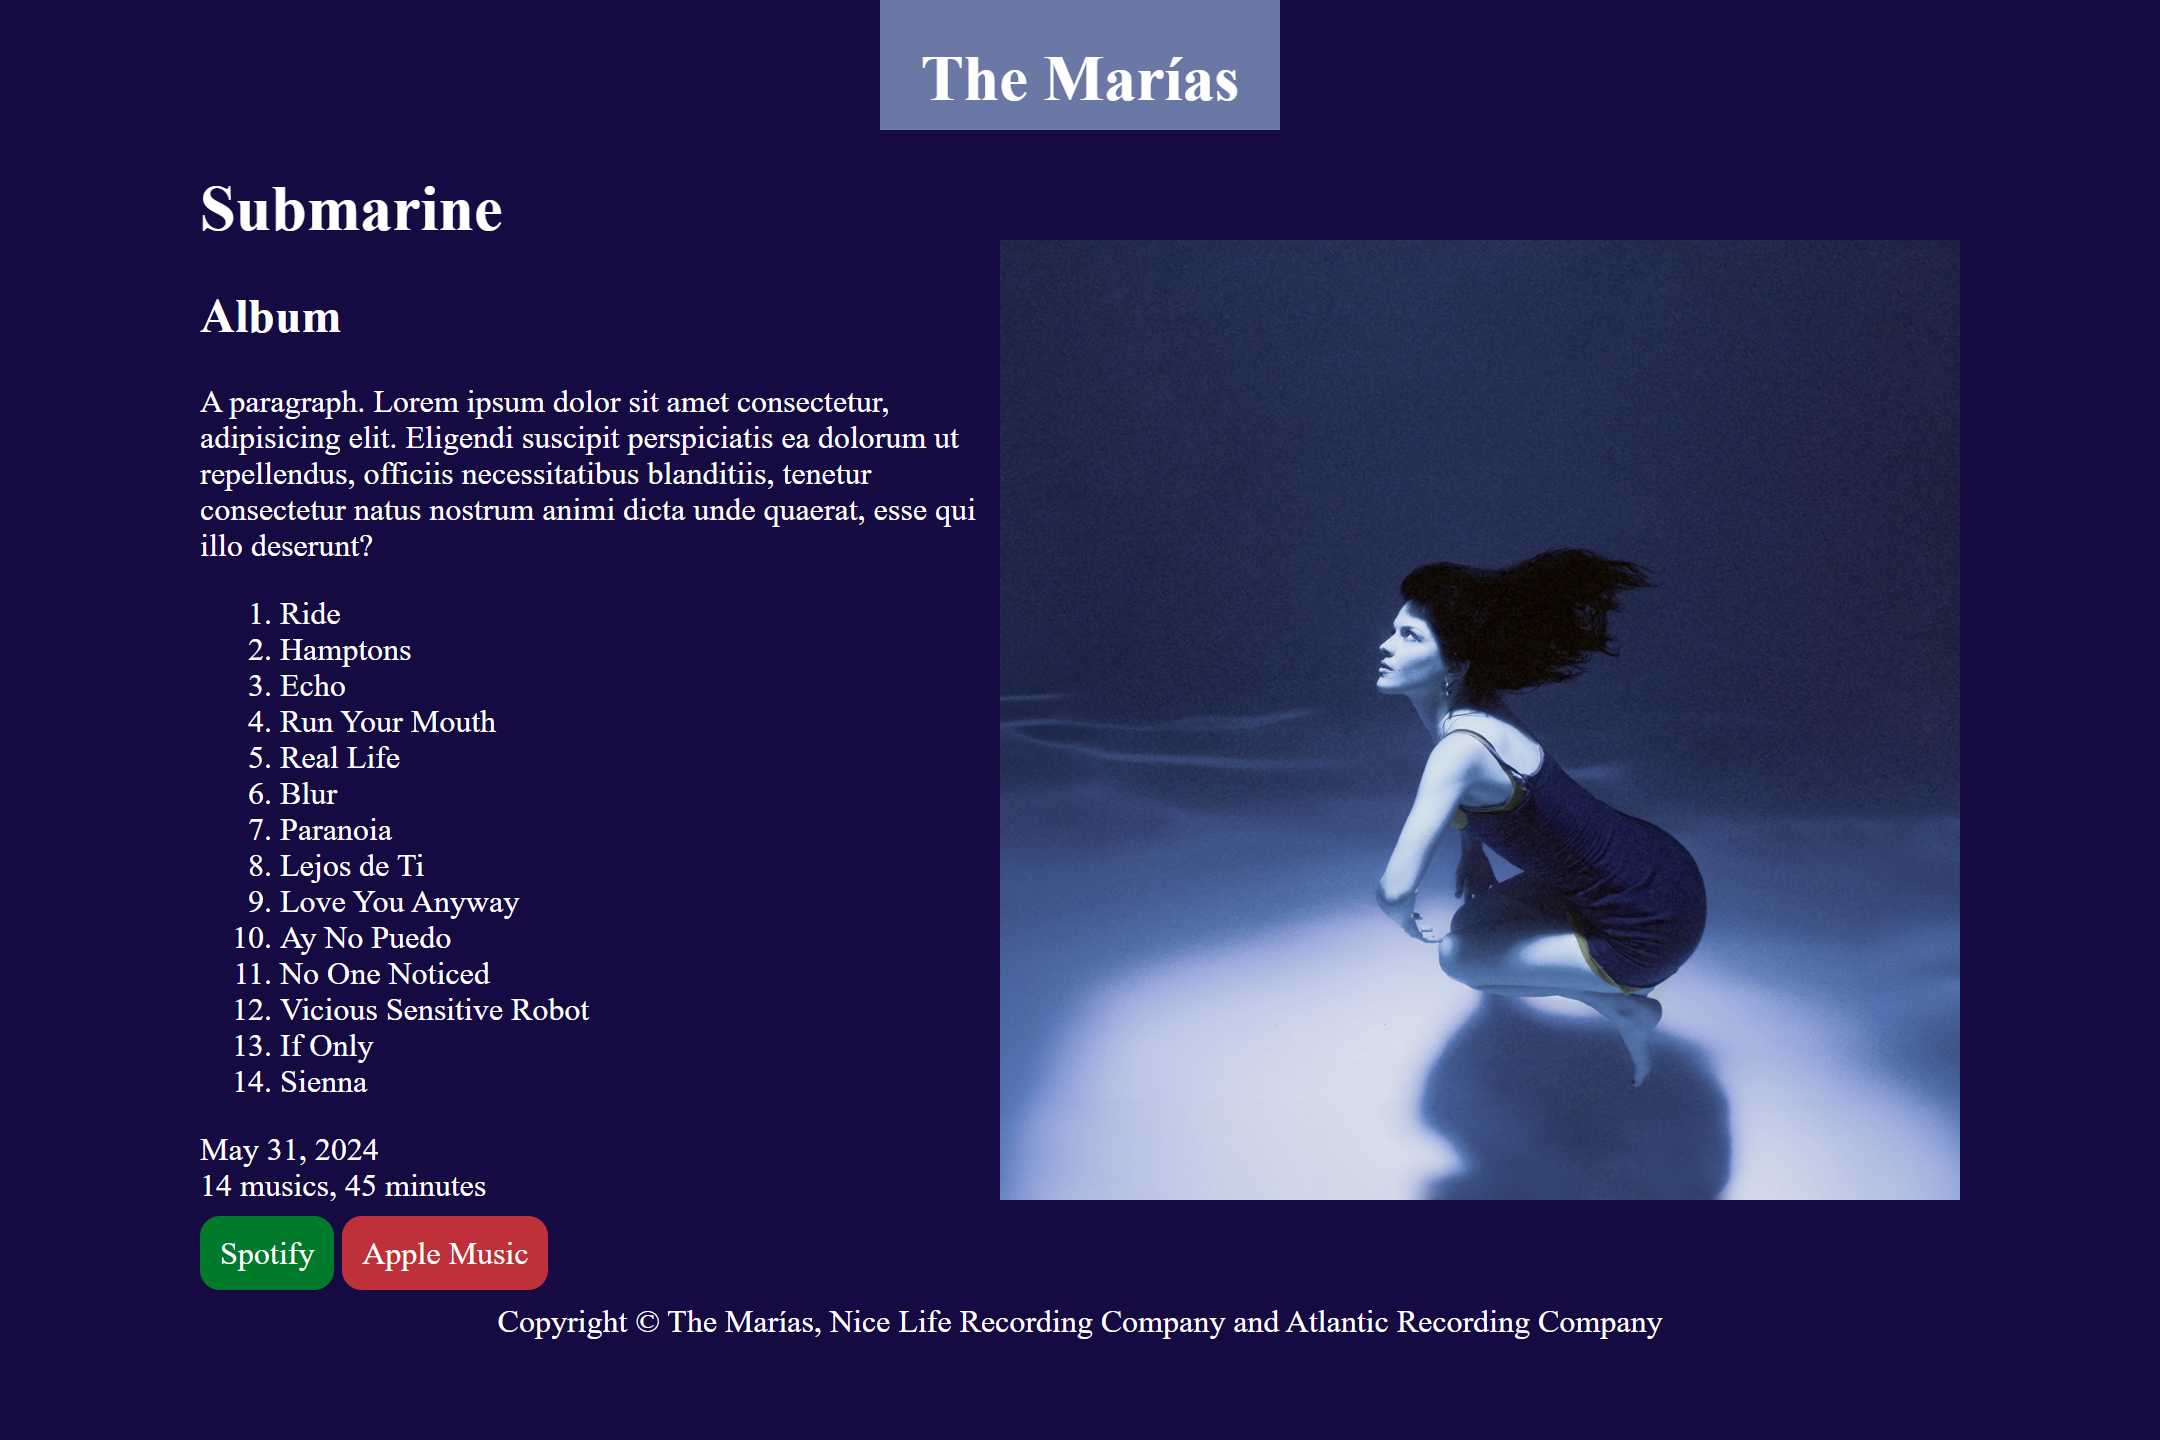 The Marías
Submarine
Album
A paragraph. Lorem ipsum dolor sit amet consectetur,
adipisicing elit. Eligendi suscipit perspiciatis ea dolorum ut
repellendus, officiis necessitatibus blanditiis, tenetur
consectetur natus nostrum animi dicta unde quaerat, esse qui
illo deserunt?
1. Ride
2. Hamptons
3. Echo
4. Run Your Mouth
5. Real Life
6. Blur
7. Paranoia
8. Lejos de Ti
9. Love You Anyway
10. Ay No Puedo
11. No One Noticed
12. Vicious Sensitive Robot
13. If Only
14. Sienna
May 31, 2024
14 musics, 45 minutes
Spotify Apple Music
Copyright © The Marías, Nice Life Recording Company and Atlantic Recording Company